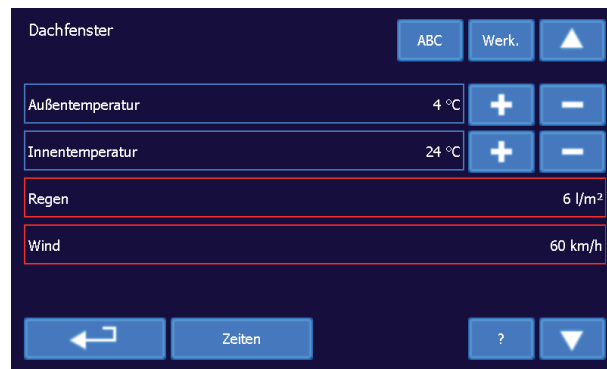 Dachfenster
ABC
Werk.
Außentemperatur 4 °C
Innentemperatur 24 °C
Regen 6 l/m²
Wind 60 km/h
Zeiten
?